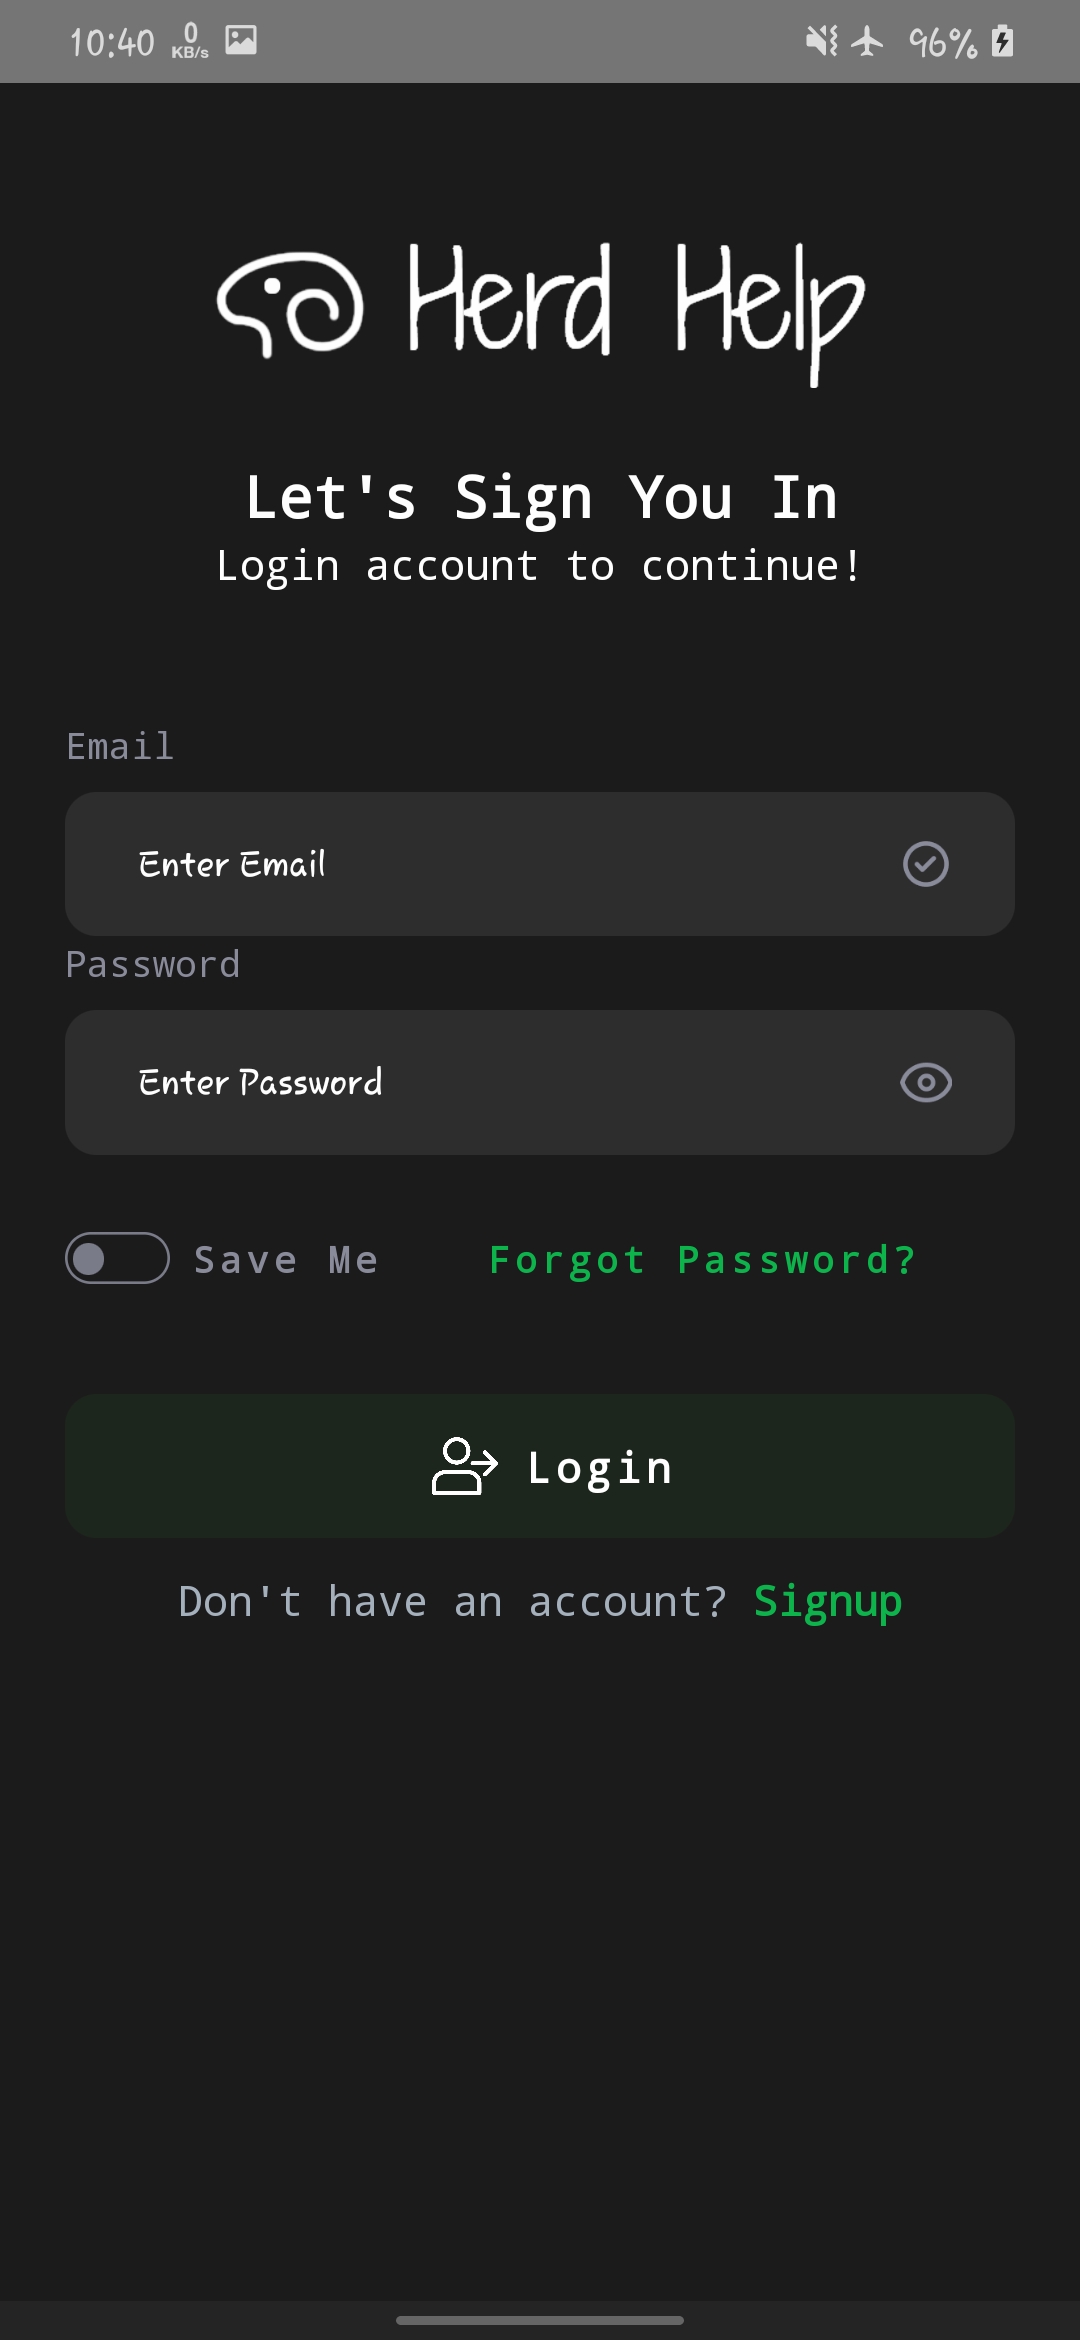 10:40 0 KB/s 96%
Herd Help
Let's Sign You In
Login account to continue!
Email
Enter Email
Password
Enter Password
Save Me Forgot Password?
Login
Don't have an account? Signup